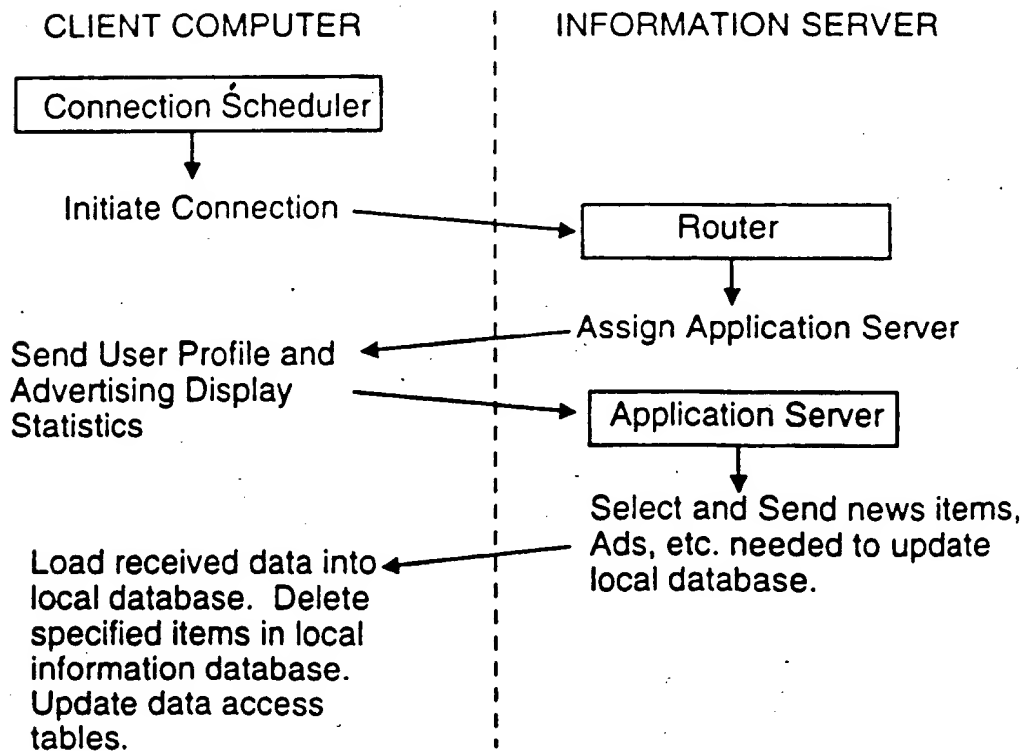 CLIENT COMPUTER
INFORMATION SERVER
Connection Scheduler
Initiate Connection
Router
Assign Application Server
Send User Profile and
Advertising Display
Statistics
Application Server
Select and Send news items,
Ads, etc. needed to update
local database.
Load received data into
local database. Delete
specified items in local
information database.
Update data access
tables.